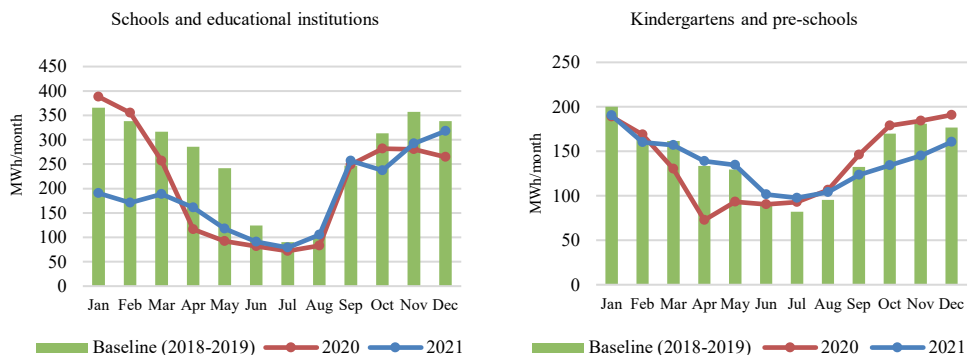 Schools and educational institutions
MWh/month
450
400
350
300
250
200
150
100
50
0
Jan Feb Mar Apr May Jun Jul Aug Sep Oct Nov Dec
Baseline (2018-2019) 2020 2021
Kindergartens and pre-schools
MWh/month
250
200
150
100
50
0
Jan Feb Mar Apr May Jun Jul Aug Sep Oct Nov Dec
Baseline (2018-2019) 2020 2021